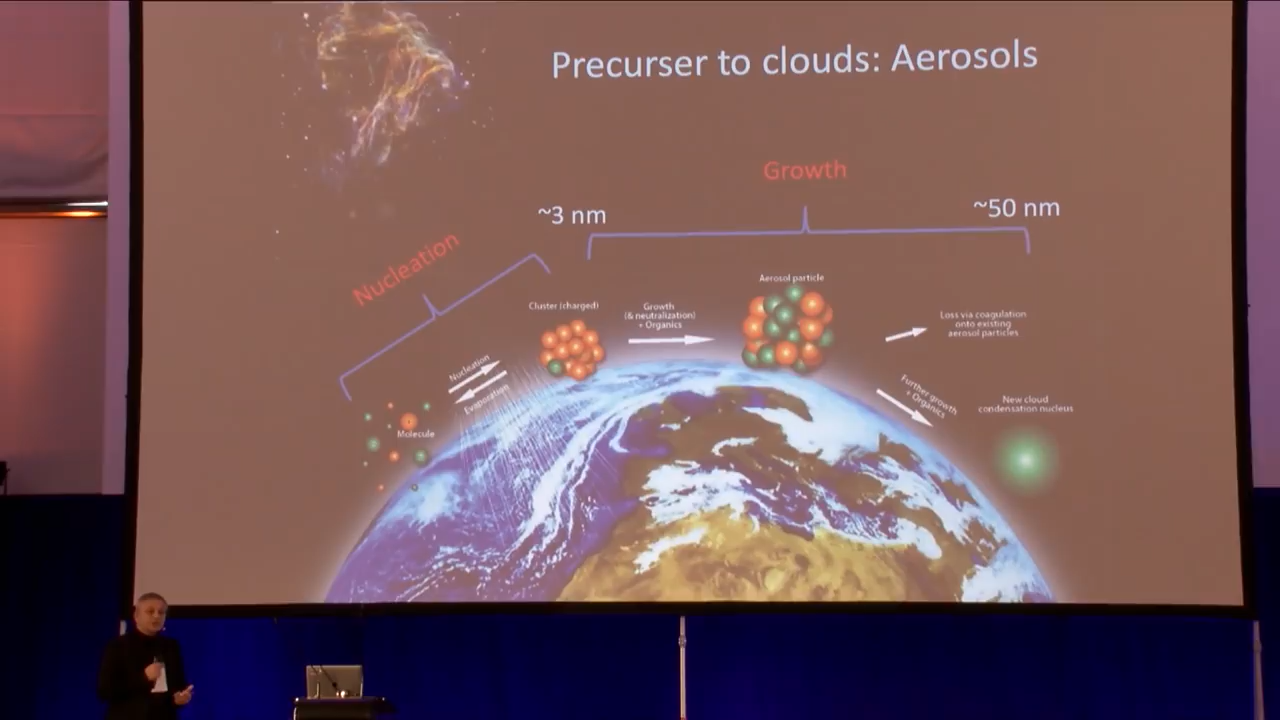 Precurser to clouds: Aerosols
Growth
~3 nm
~50 nm
Nucleation
Aerosol particle
Cluster (charged)
Growth
(& neutralization)
+ Organics
Loss via coagulation
onto existing
aerosol particles
Nucleation
Evaporation
Further growth
+ Organics
New cloud
condensation nucleus
Molecule